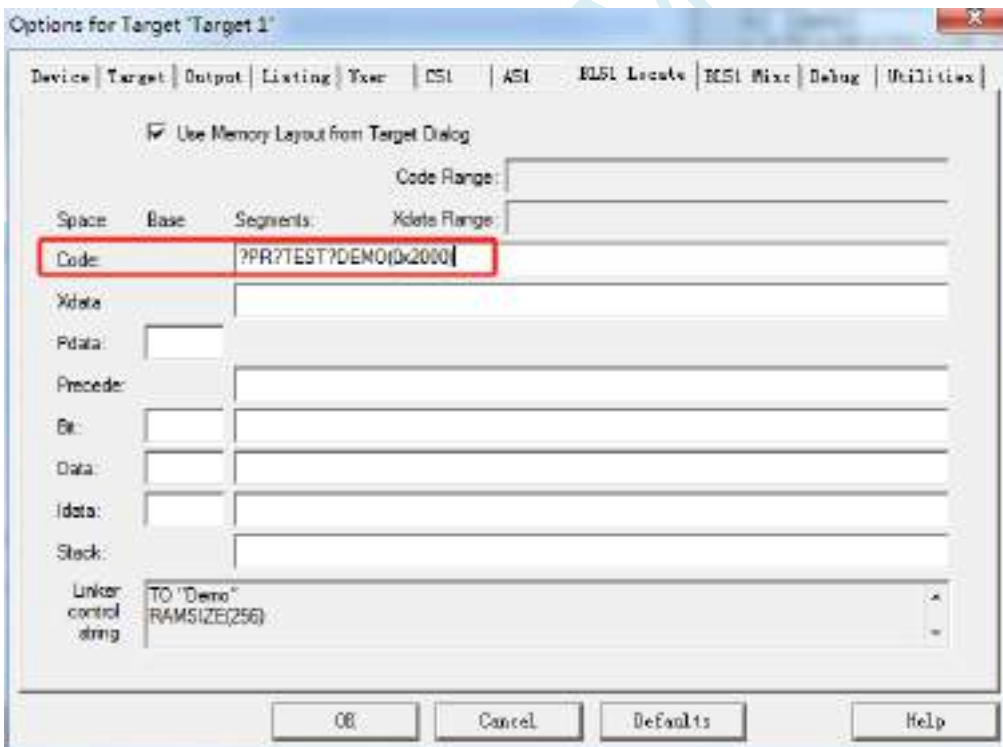 Options for Target 'Target 1'
Device Target Output Listing User C51 A51 BL51 Locate BL51 Misc Debug Utilities
Use Memory Layout from Target Dialog
Code Range:
Space Base Segments: Xdata Range:
Code: ?PR?TEST?DEMO(0x2000)
Xdata:
Pdata:
Precede:
Bit:
Data:
Idata:
Stack:
Linker control string
TO "Demo"
RAMSIZE(256)
OK Cancel Defaults Help